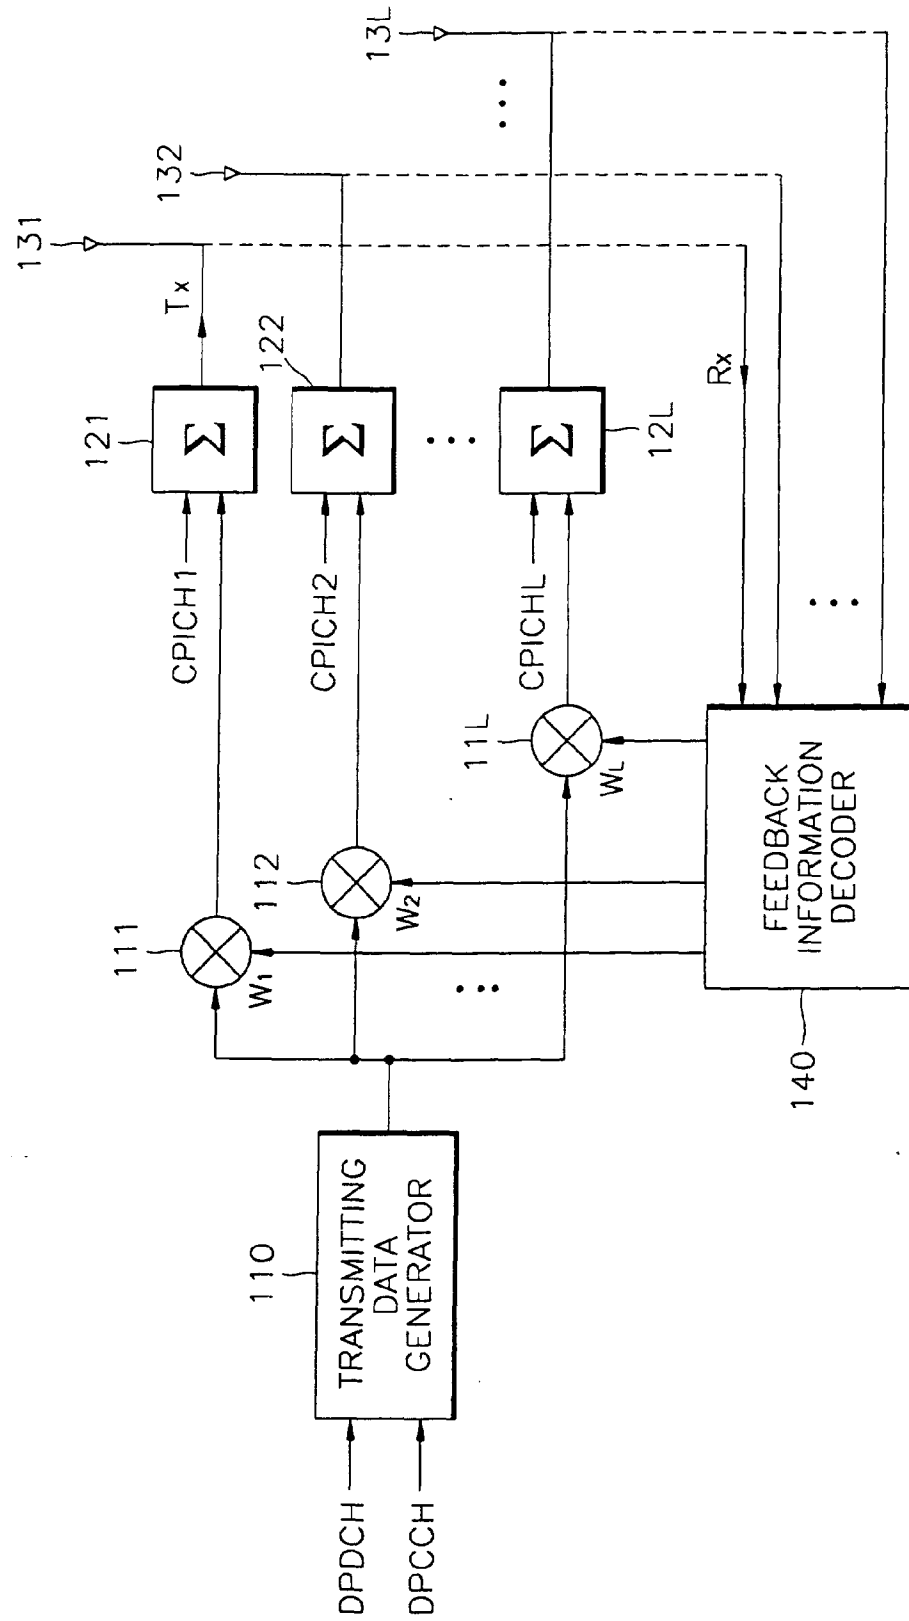 131
132
13L
Tx
121
122
12L
Σ
Σ
Σ
Rx
CPICH1
CPICH2
CPICHL
111
112
11L
W1
W2
WL
110
TRANSMITTING
DATA
GENERATOR
DPDCH
DPCCH
FEEDBACK
INFORMATION
DECODER
140